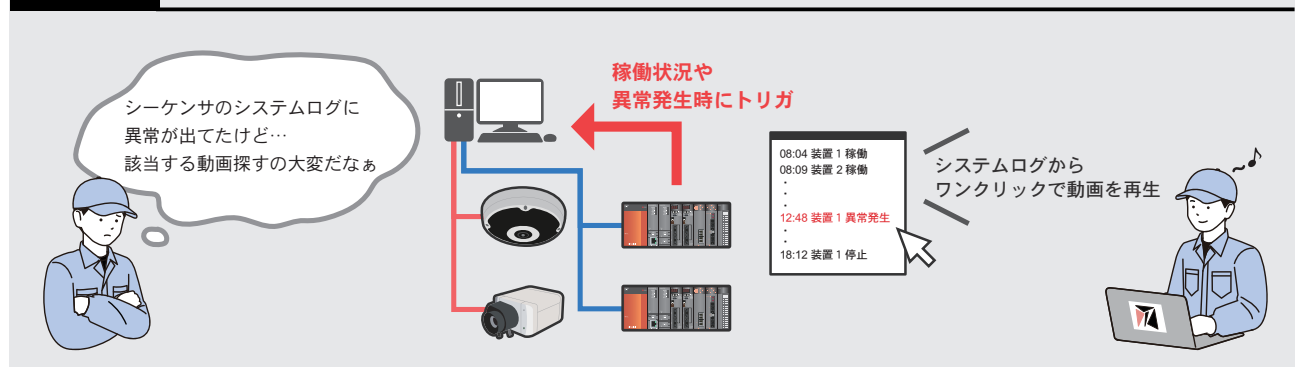 シーケンサのシステムログに
異常が出てたけど…
該当する動画探すの大変だなぁ
稼働状況や
異常発生時にトリガ
08:04 装置 1 稼働
08:09 装置 2 稼働
・
・
・
12:48 装置 1 異常発生
・
・
18:12 装置 1 停止
システムログから
ワンクリックで動画を再生